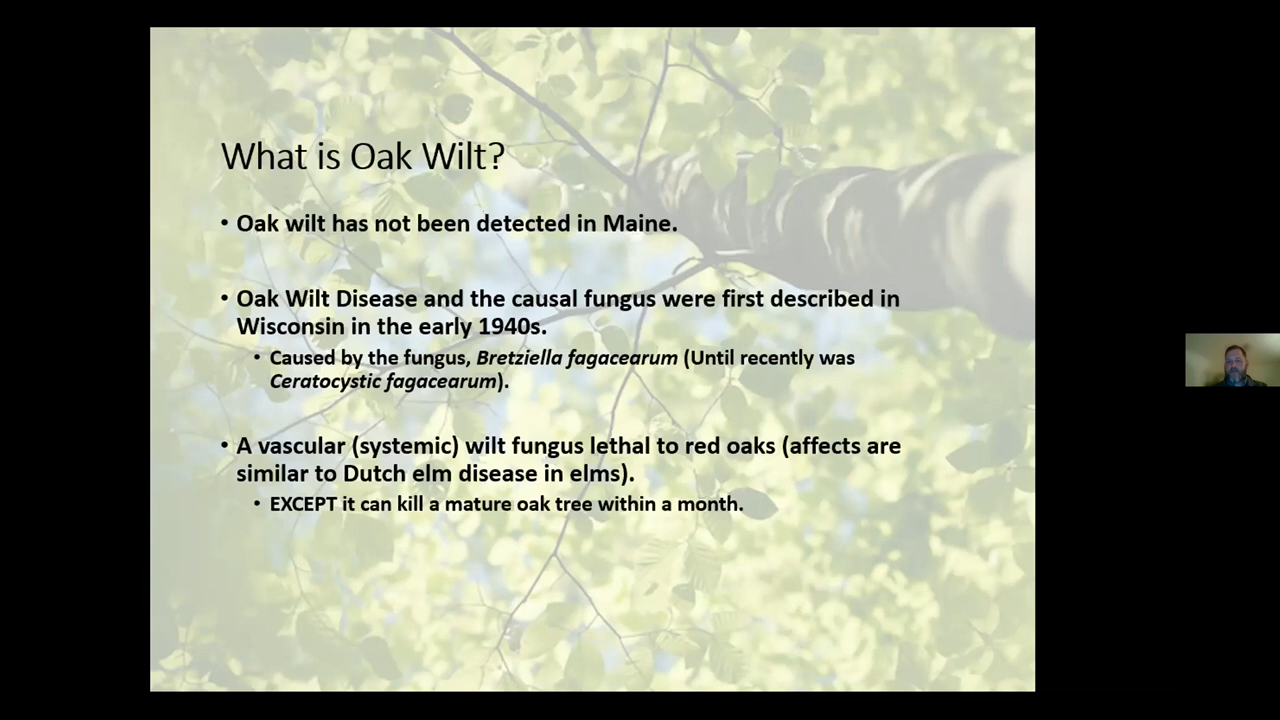 What is Oak Wilt?
• Oak wilt has not been detected in Maine.
• Oak Wilt Disease and the causal fungus were first described in
Wisconsin in the early 1940s.
• Caused by the fungus, Bretziella fagacearum (Until recently was
Ceratocystic fagacearum).
• A vascular (systemic) wilt fungus lethal to red oaks (affects are
similar to Dutch elm disease in elms).
• EXCEPT it can kill a mature oak tree within a month.